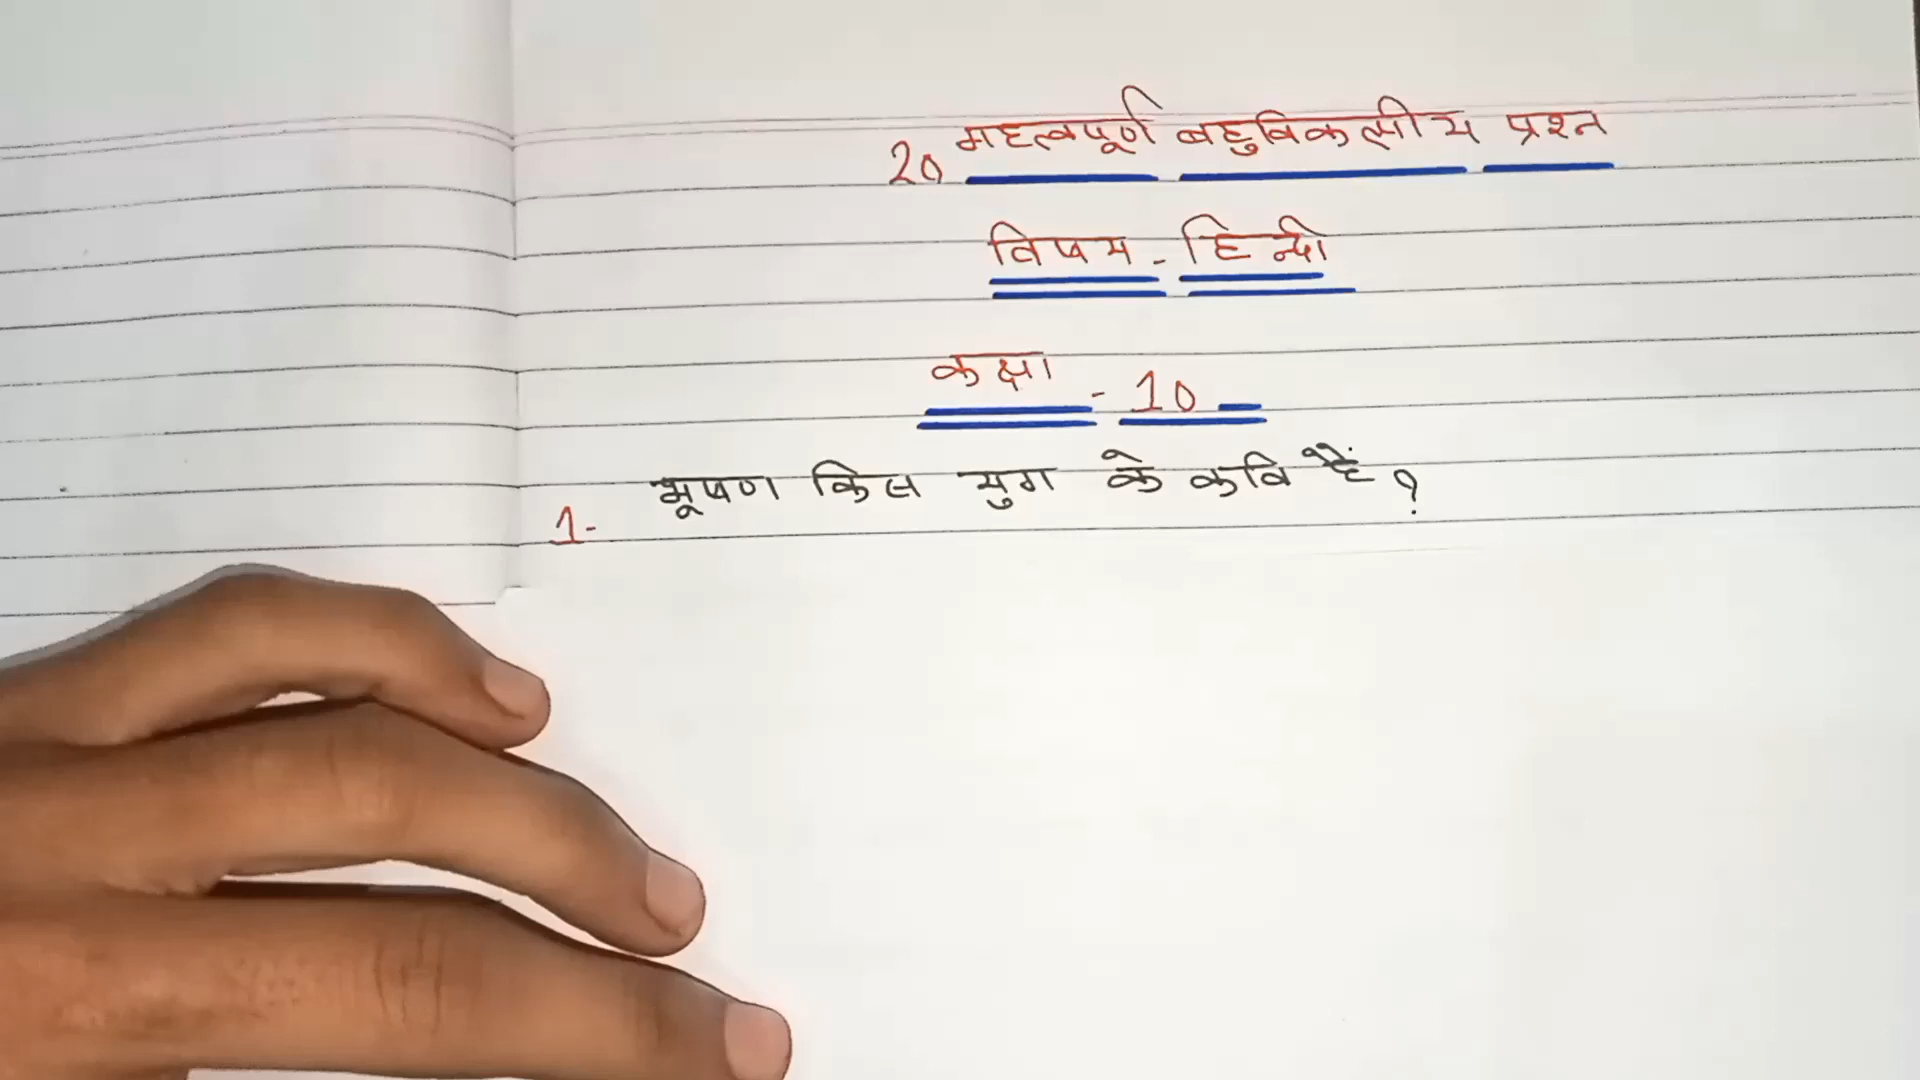 20 महत्वपूर्ण बहुविकल्पीय प्रश्न
विषय - हिन्दी
कक्षा - 10
1- भूषण किस युग के कवि हैं ?